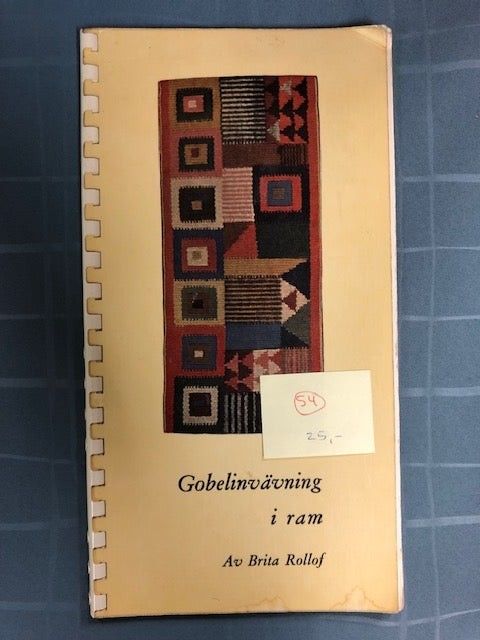 54
25,-
Gobelinvävning
i ram
Av Brita Rollof